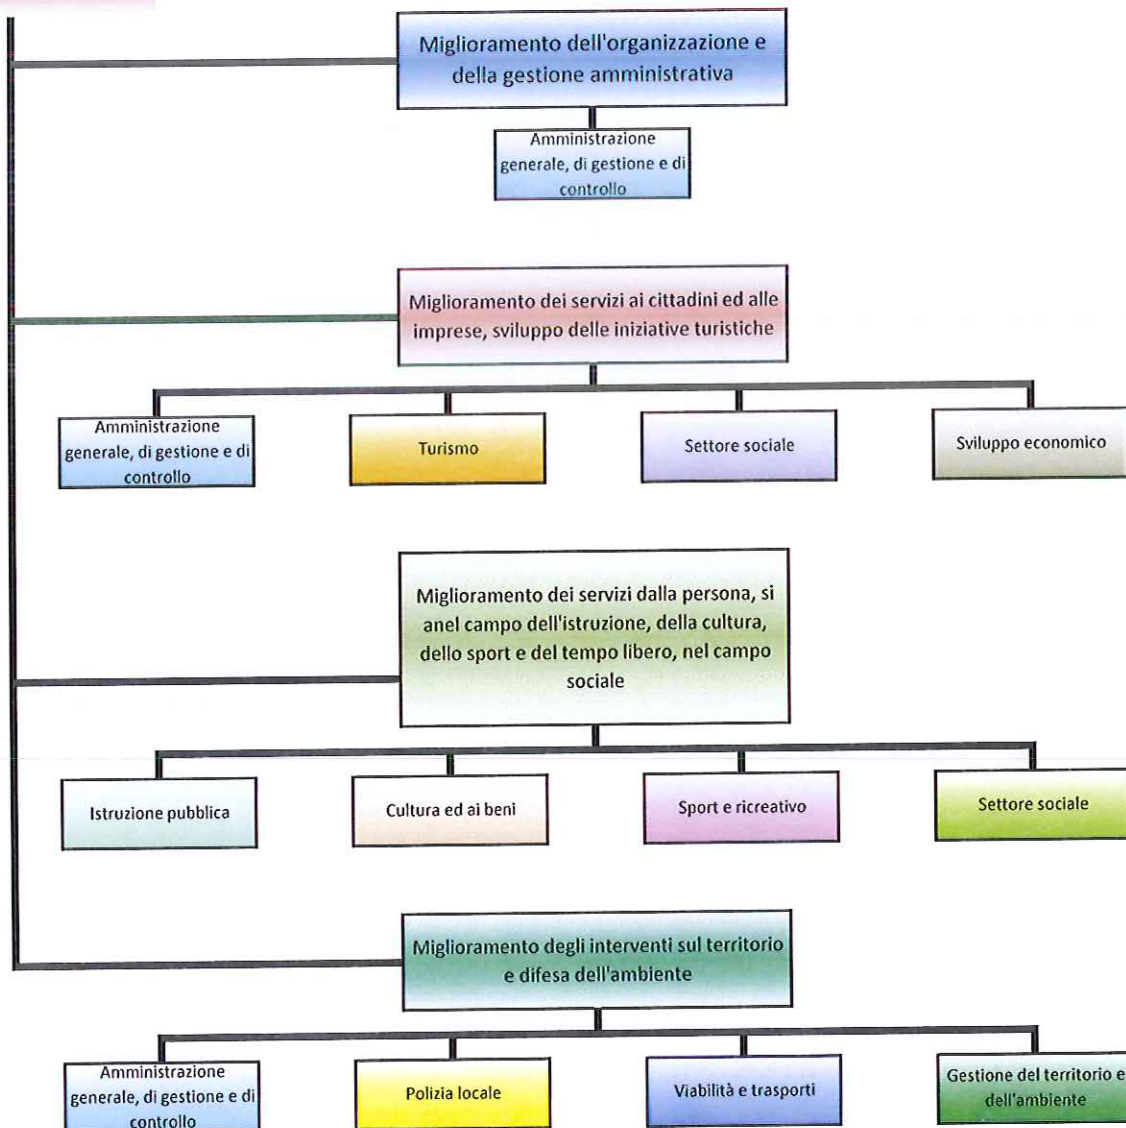 Miglioramento dell'organizzazione e
della gestione amministrativa
Amministrazione
generale, di gestione e di
controllo
Miglioramento dei servizi ai cittadini ed alle
imprese, sviluppo delle iniziative turistiche
Amministrazione
generale, di gestione e di
controllo
Turismo
Settore sociale
Sviluppo economico
Miglioramento dei servizi dalla persona, si
anel campo dell'istruzione, della cultura,
dello sport e del tempo libero, nel campo
sociale
Istruzione pubblica
Cultura ed ai beni
Sport e ricreativo
Settore sociale
Miglioramento degli interventi sul territorio
e difesa dell'ambiente
Amministrazione
generale, di gestione e di
controllo
Polizia locale
Viabilità e trasporti
Gestione del territorio e
dell'ambiente